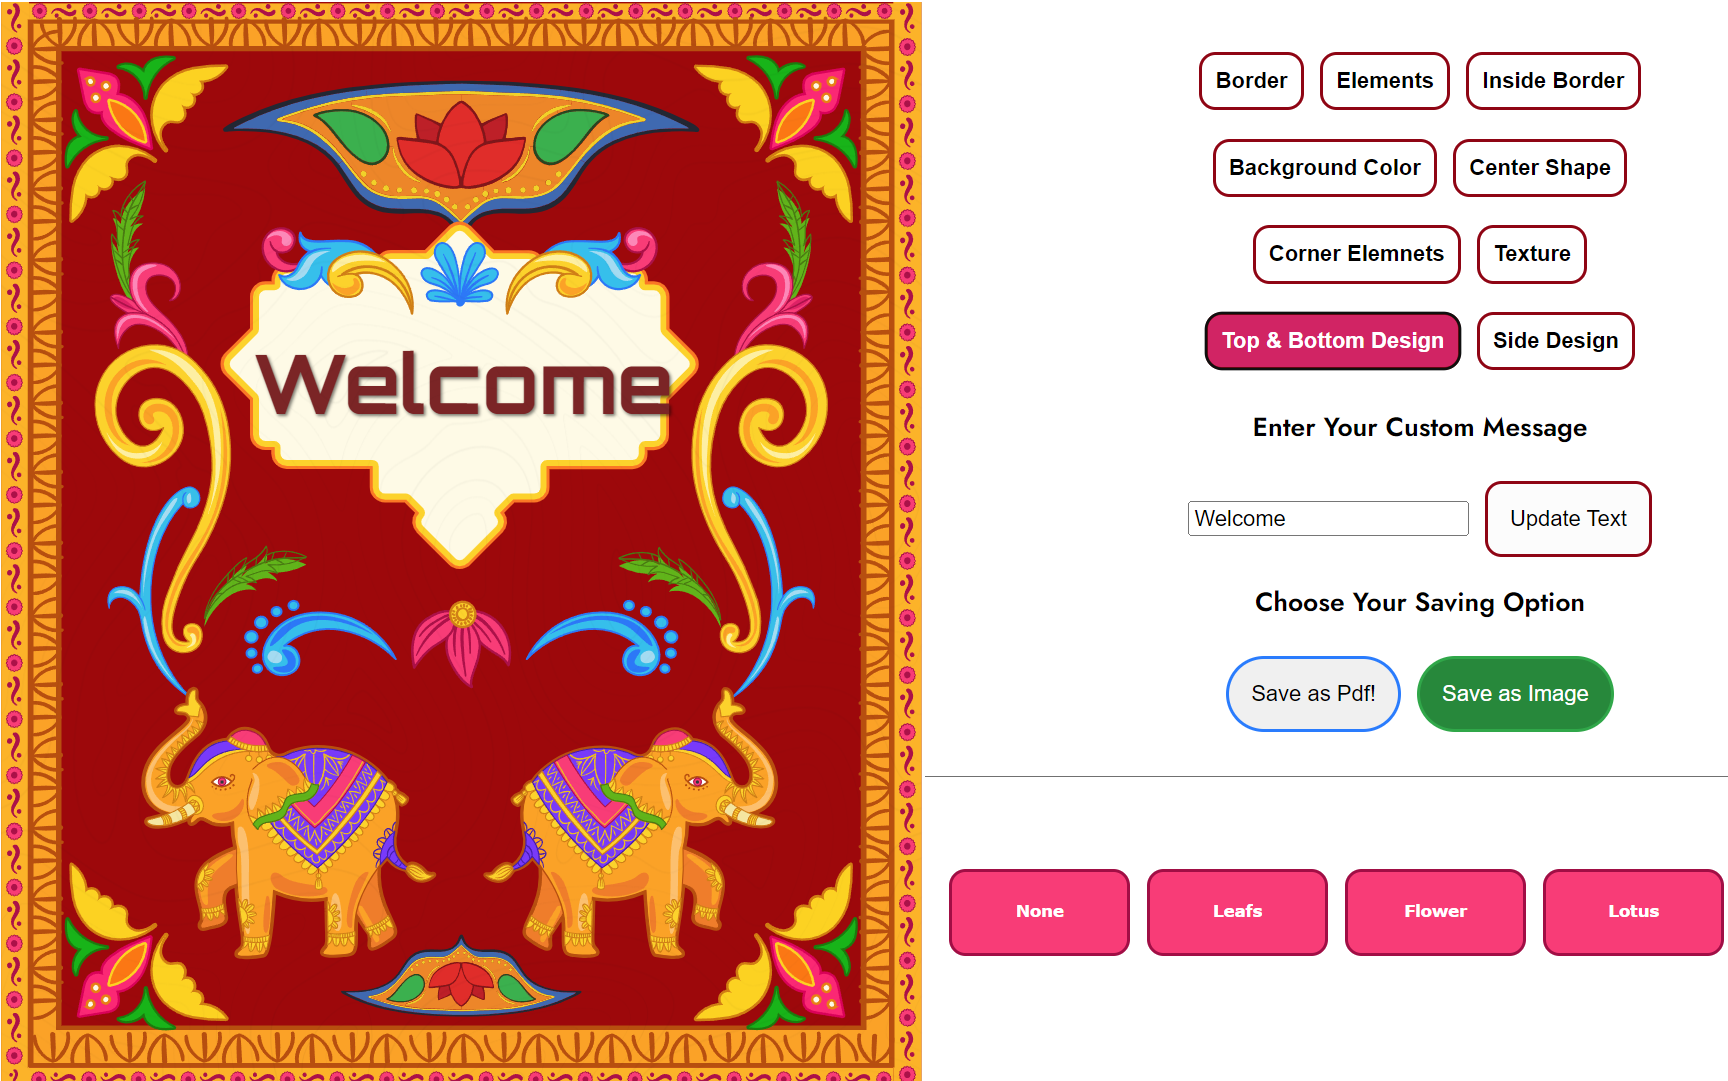 Welcome
Border
Elements
Inside Border
Background Color
Center Shape
Corner Elemnets
Texture
Top & Bottom Design
Side Design
Enter Your Custom Message
Welcome
Update Text
Choose Your Saving Option
Save as Pdf!
Save as Image
None
Leafs
Flower
Lotus